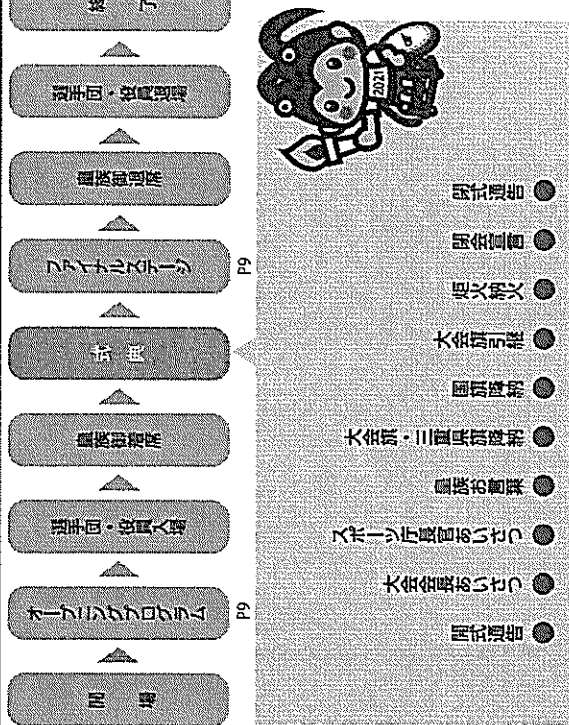 開場
オープニングプログラム
P9
選手団・役員入場
皇族御着席
式典
ファイナルステージ
P9
皇族御退席
選手団・役員退場
終了
開式通告
大会会長あいさつ
スポーツ庁長官あいさつ
皇族お言葉
大会旗・三重県旗降納
国旗降納
大会旗引継
炬火納火
閉会宣言
閉式通告
2021